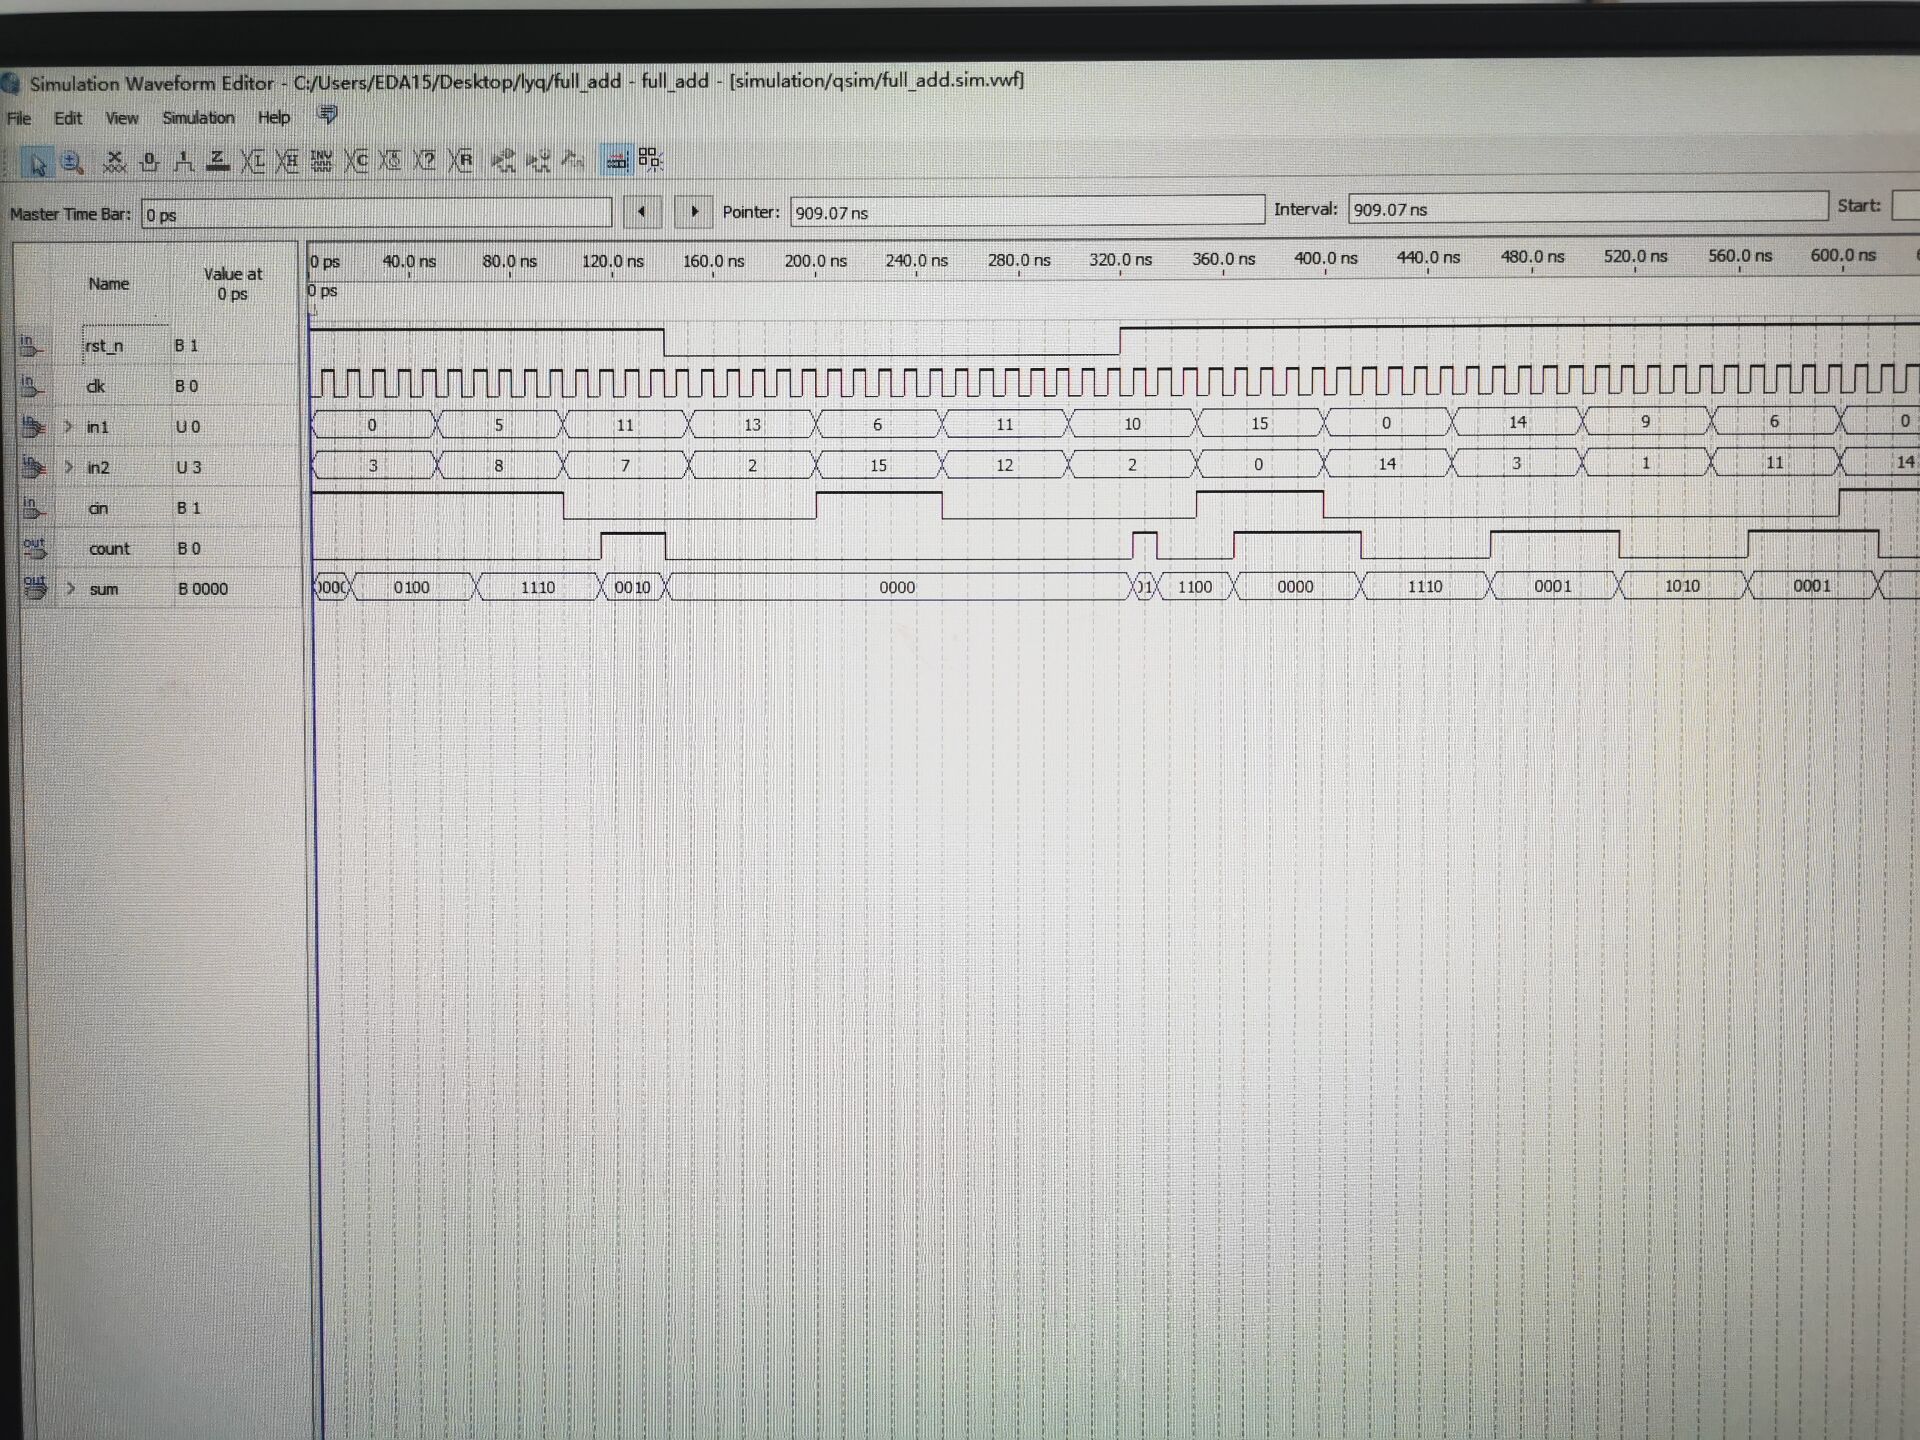 Simulation Waveform Editor - C:/Users/EDA15/Desktop/lyq/full_add - full_add - [simulation/qsim/full_add.sim.vwf]
File Edit View Simulation Help
X 0 1 Z XL XH INV XC X? XR
Master Time Bar: 0 ps Pointer: 909.07 ns Interval: 909.07 ns Start:
Name Value at 0 ps
0 ps 40.0 ns 80.0 ns 120.0 ns 160.0 ns 200.0 ns 240.0 ns 280.0 ns 320.0 ns 360.0 ns 400.0 ns 440.0 ns 480.0 ns 520.0 ns 560.0 ns 600.0 ns
0 ps
in rst_n B 1
in clk B 0
in in1 U 0 0 5 11 13 6 11 10 15 0 14 9 6 0
in in2 U 3 3 8 7 2 15 12 2 0 14 3 1 11 14
in cin B 1
out count B 0
out sum B 0000 0100 1110 0010 0000 1100 0000 1110 0001 1010 0001